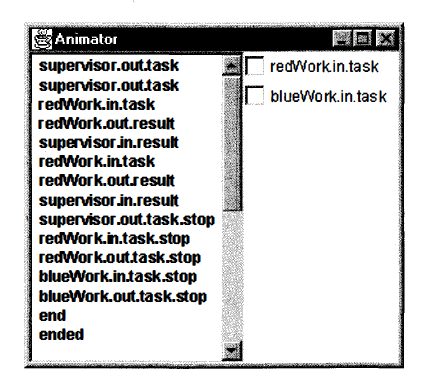 Animator
supervisor.out.task
supervisor.out.task
redWork.in.task
redWork.out.result
supervisor.in.result
redWork.in.task
redWork.out.result
supervisor.in.result
supervisor.out.task.stop
redWork.in.task.stop
redWork.out.task.stop
blueWork.in.task.stop
blueWork.out.task.stop
end
ended
redWork.in.task
blueWork.in.task